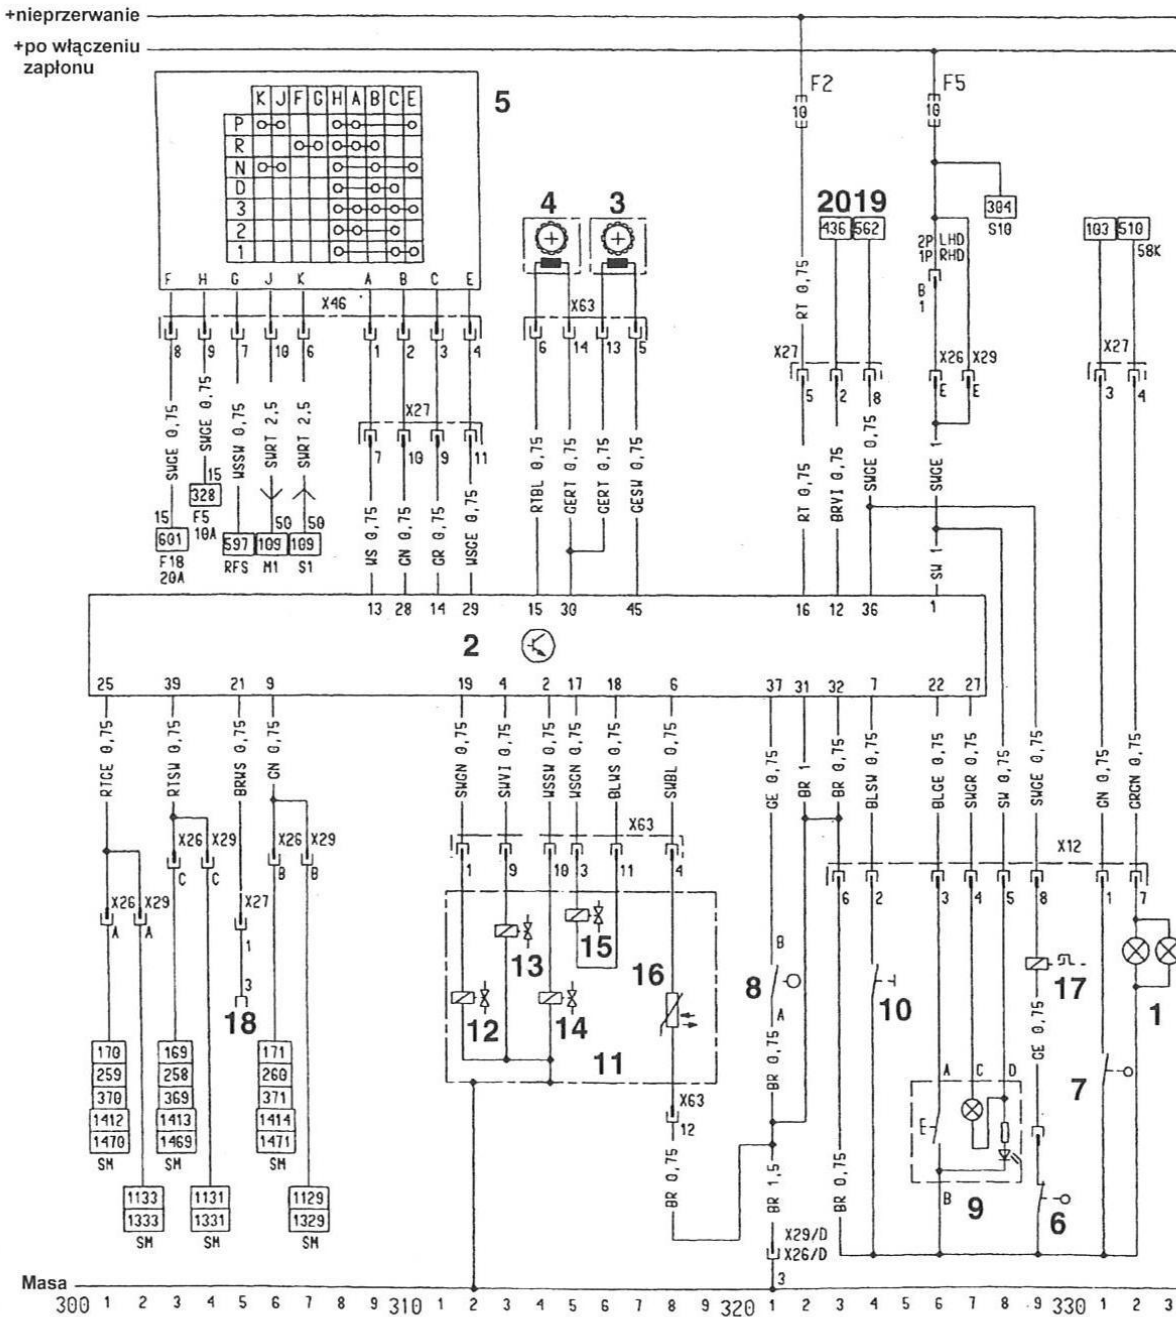 +nieprzerwanie
+po włączeniu
zapłonu
F2
F5
10
10
5
K J F G H A B C E
P
R
N
D
3
2
1
F H G J K A B C E
X46
8 9 7 10 6 1 2 3 4
4
3
X63
6 14 13 5
2019
436 562
304
S10
2P LHD
1P RHD
B
1
103 510
58K
X27
5 2 8
X26 X29
E E
X27
3 4
X27
7 10 9 11
SWGE 0,75
SWGE 0,75
WSSW 0,75
SWRT 2,5
SWRT 2,5
15
601
F18
20A
15
328
F5
10A
597
RFS
50
109
M1
50
109
S1
WS 0,75
GN 0,75
GR 0,75
WSGE 0,75
RTBL 0,75
GERT 0,75
GERT 0,75
GESW 0,75
RT 0,75
RT 0,75
BRVI 0,75
SWGE 0,75
SWGE 1
SW 1
13 28 14 29 15 30 45 16 12 36 1
2
25 39 21 9 19 4 2 17 18 6 37 31 32 7 22 27
RTGE 0,75
RTSW 0,75
BRWS 0,75
GN 0,75
SWGN 0,75
SWVI 0,75
WSSW 0,75
WSGN 0,75
BLWS 0,75
SWBL 0,75
GE 0,75
BR 1
BR 0,75
BLSW 0,75
BLGE 0,75
SWGR 0,75
SW 0,75
SWGE 0,75
GN 0,75
GRGN 0,75
X26 X29
C C
X26 X29
B B
X26 X29
A A
X27
1
3
18
X63
1 9 10 3 11 4
X12
6 2 3 4 5 8 1 7
12
13
14
15
16
11
B
8
A
10
17
1
7
GE 0,75
BR 0,75
X63
12
BR 0,75
BR 1,5
BR 0,75
A C D
E
B
9
6
170
259
370
1412
1470
SM
169
258
369
1413
1469
SM
171
260
371
1414
1471
SM
1133
1333
SM
1131
1331
SM
1129
1329
SM
X29/D
X26/D
3
Masa
300 1 2 3 4 5 6 7 8 9 310 1 2 3 4 5 6 7 8 9 320 1 2 3 4 5 6 7 8 9 330 1 2 3